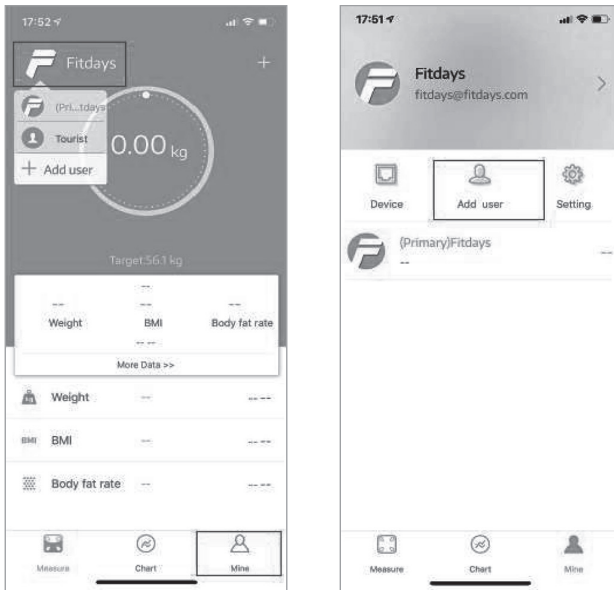 17:52
Fitdays
+
(Pri...tdays
Tourist
+ Add user
0.00 kg
Target:56.1 kg
--
-- -- --
Weight BMI Body fat rate
-- --
More Data >>
KG Weight -- -- --
BMI BMI -- -- --
Body fat rate -- -- --
Measure Chart Mine
17:51
Fitdays
fitdays@fitdays.com
Device Add user Setting
(Primary)Fitdays
-- --
Measure Chart Mine